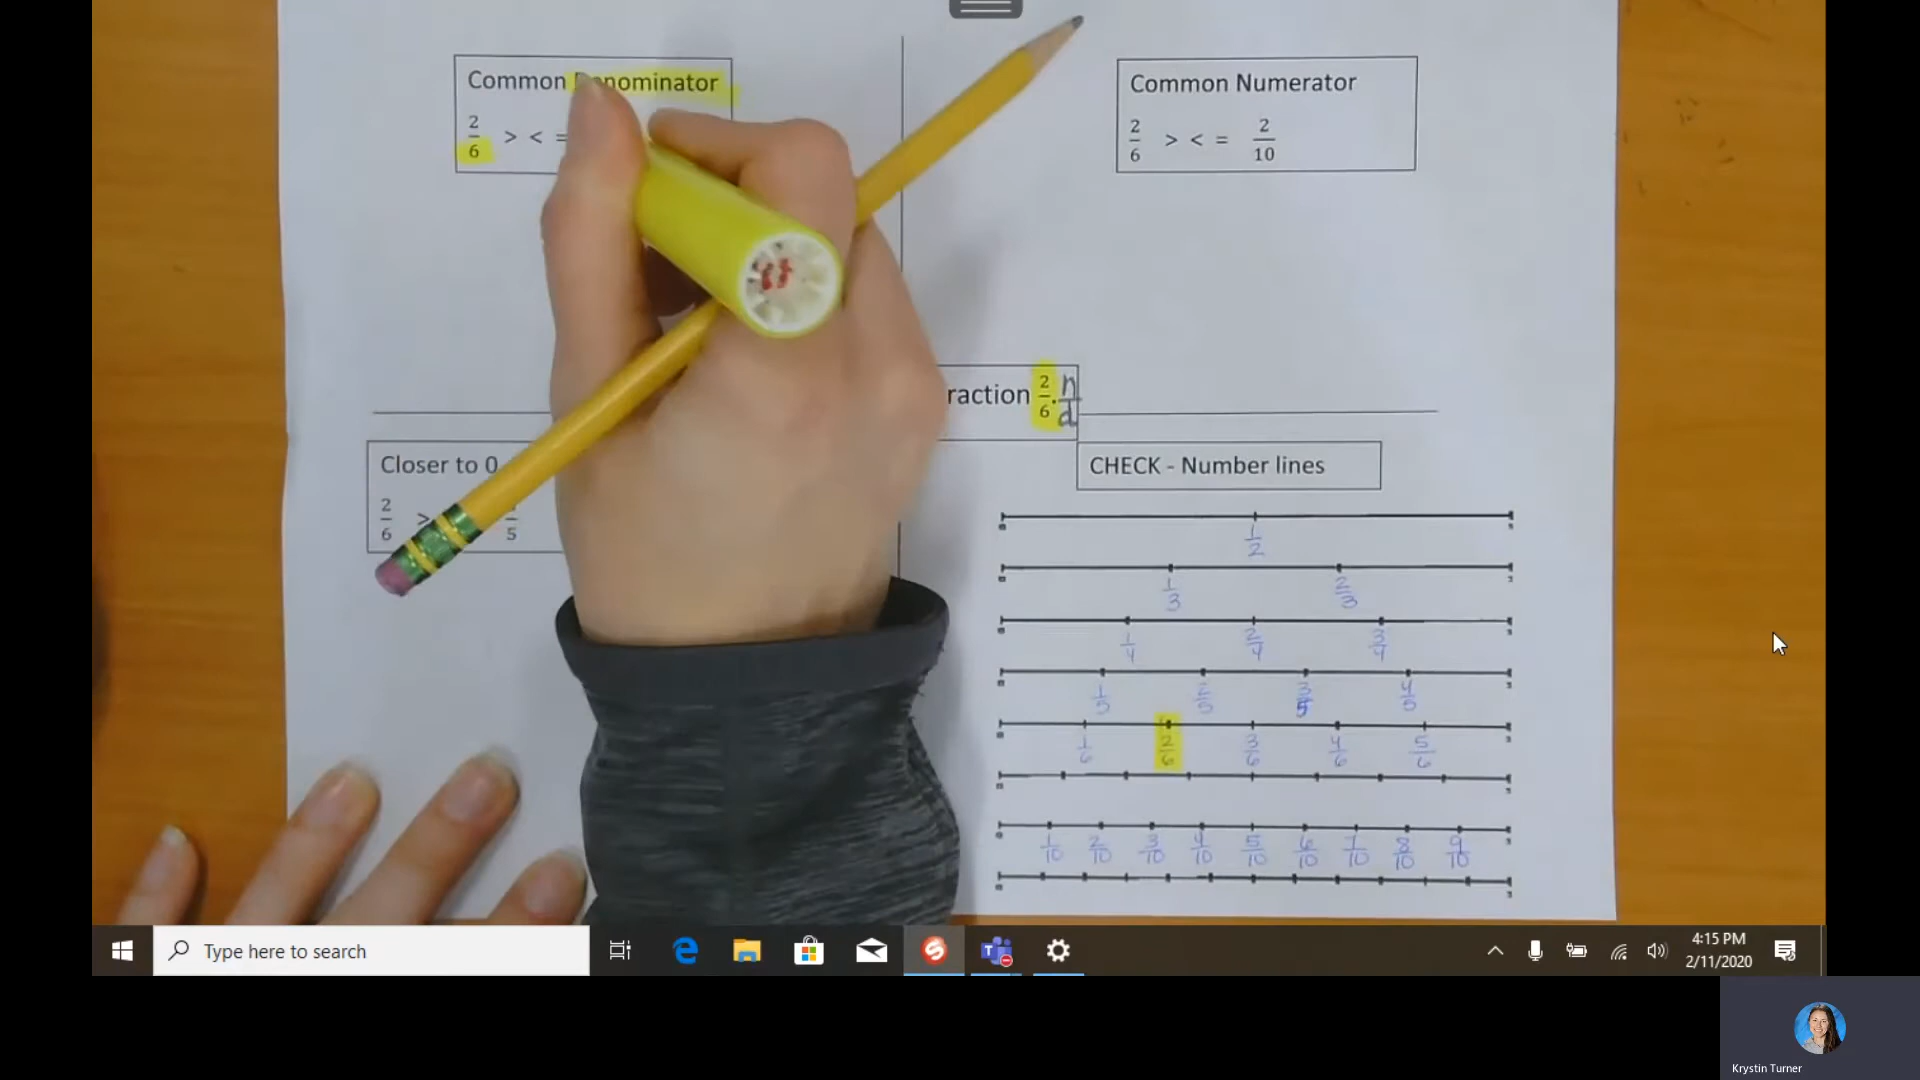 Common Denominator
2/6 > < =
Common Numerator
2/6 > < = 2/10
raction 2/6. n/d
Closer to 0
2/6 > 5
CHECK - Number lines
1/2
1/3 2/3
1/4 2/4 3/4
1/5 2/5 3/5 4/5
1/6 2/6 3/6 4/6 5/6
1/10 2/10 3/10 4/10 5/10 6/10 7/10 8/10 9/10
Type here to search
4:15 PM
2/11/2020
Krystin Turner